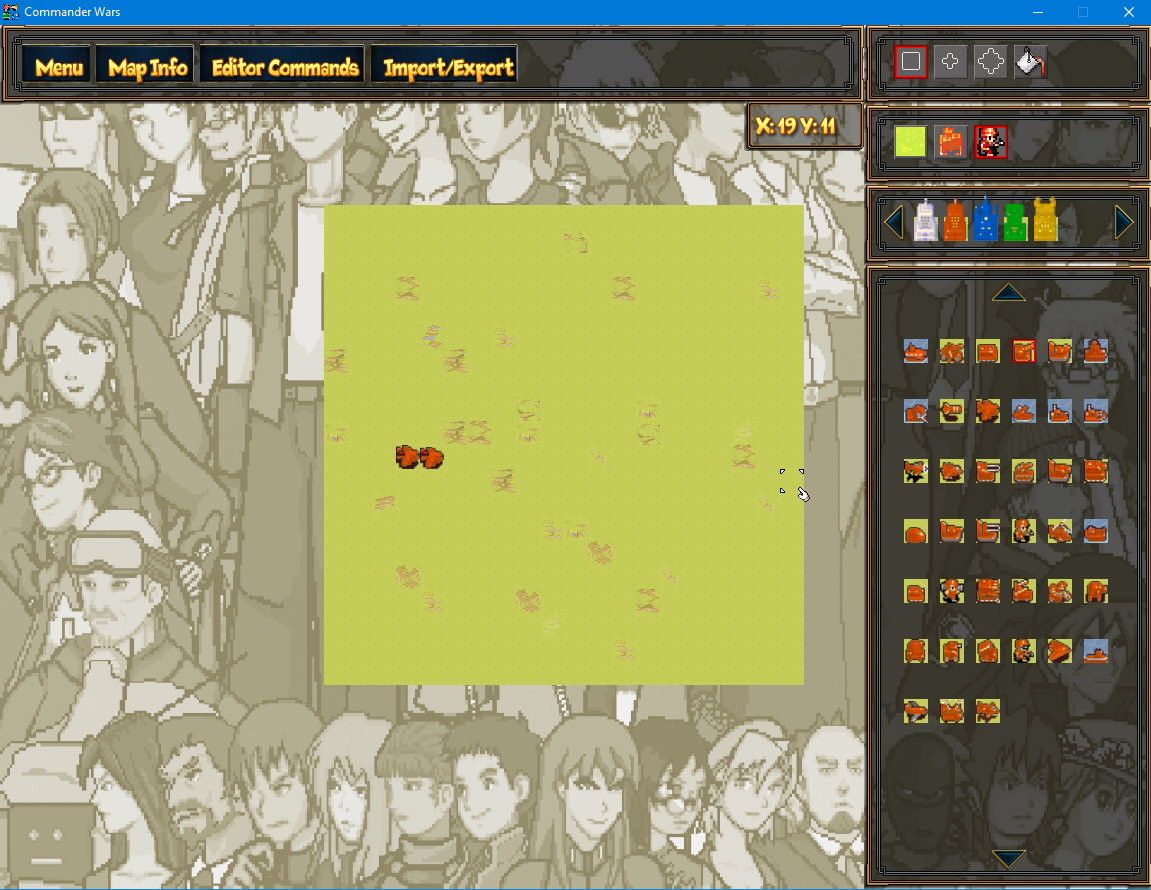 Commander Wars
Menu
Map Info
Editor Commands
Import/Export
X: 19 Y: 11